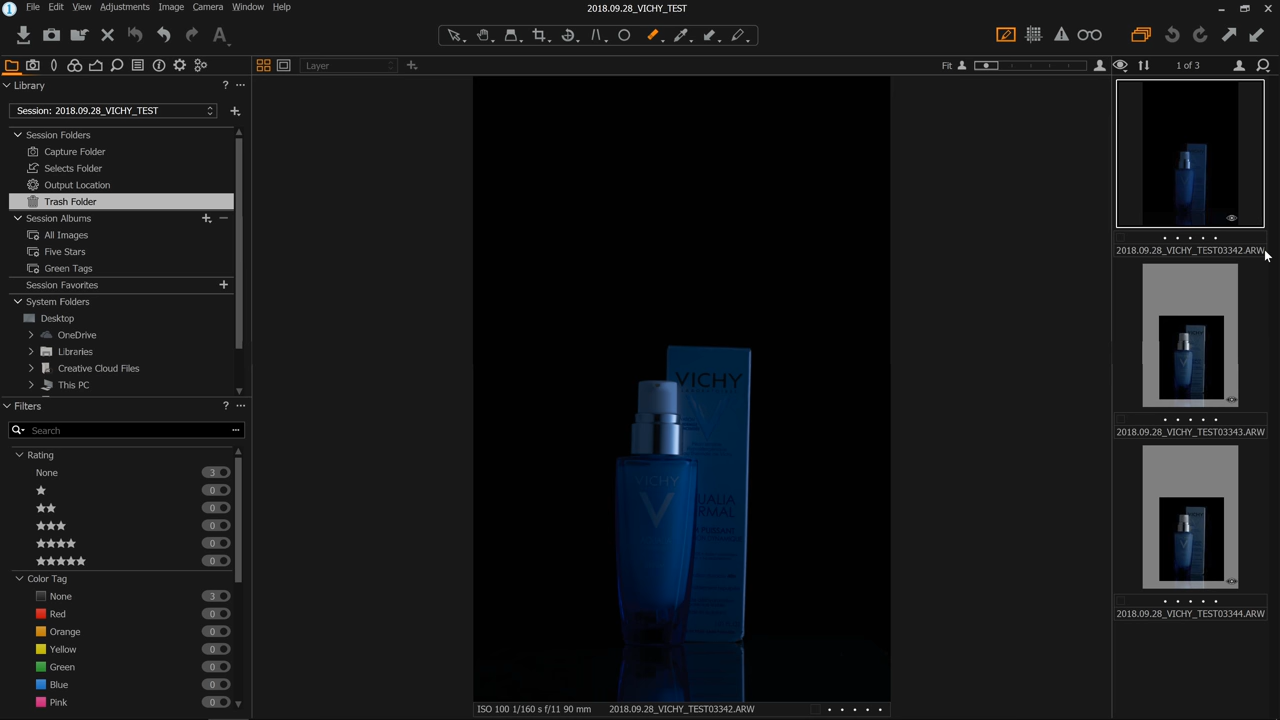 File Edit View Adjustments Image Camera Window Help
2018.09.28_VICHY_TEST
Library
Session: 2018.09.28_VICHY_TEST
Session Folders
Capture Folder
Selects Folder
Output Location
Trash Folder
Session Albums
All Images
Five Stars
Green Tags
Session Favorites
System Folders
Desktop
OneDrive
Libraries
Creative Cloud Files
This PC
Filters
Search
Rating
None 3
0
0
0
0
0
Color Tag
None 3
Red 0
Orange 0
Yellow 0
Green 0
Blue 0
Pink 0
Layer
Fit
VICHY
VICHY
V
ISO 100 1/160 s f/11 90 mm 2018.09.28_VICHY_TEST03342.ARW
1 of 3
2018.09.28_VICHY_TEST03342.ARW
2018.09.28_VICHY_TEST03343.ARW
2018.09.28_VICHY_TEST03344.ARW